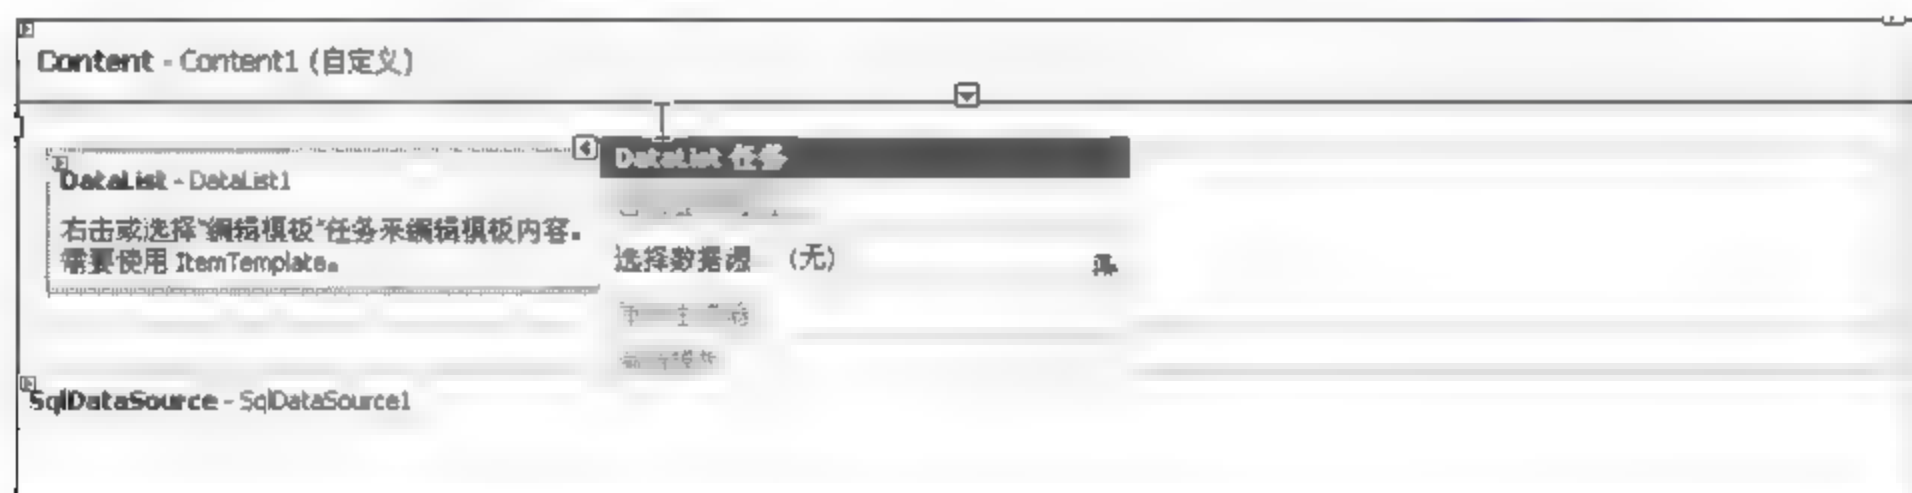 Content - Content1 (自定义)
DataList 任务
DataList - DataList1
右击或选择"编辑模板"任务来编辑模板内容。
需要使用 ItemTemplate。
选择数据源 (无)
SqlDataSource - SqlDataSource1